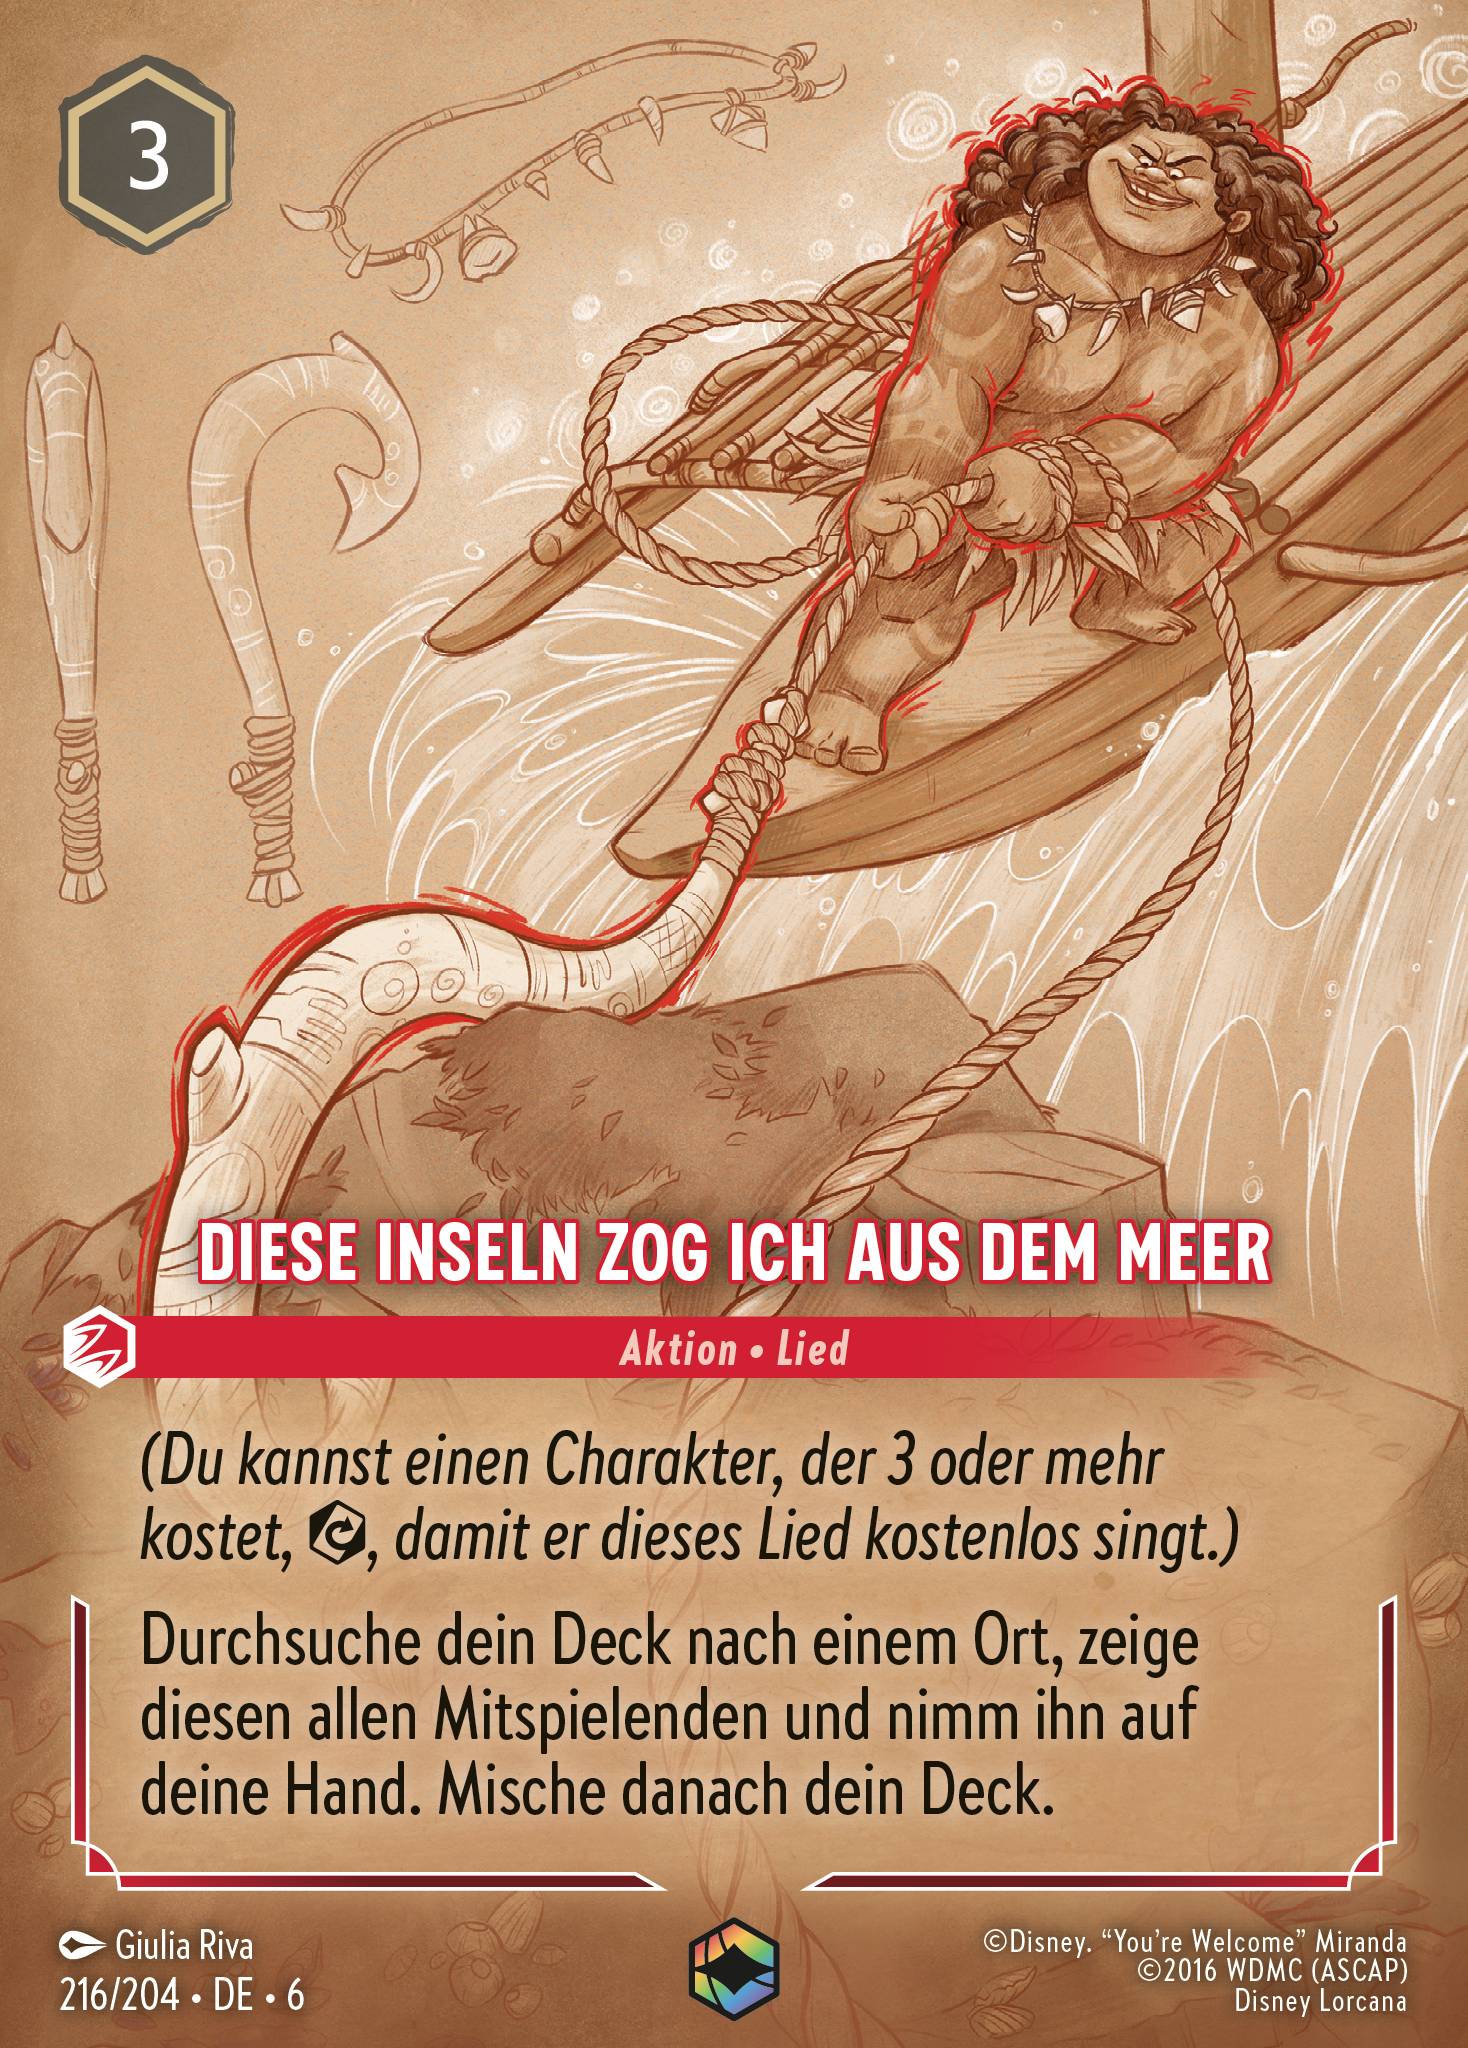 3
DIESE INSELN ZOG ICH AUS DEM MEER
Aktion • Lied
(Du kannst einen Charakter, der 3 oder mehr
kostet, , damit er dieses Lied kostenlos singt.)
Durchsuche dein Deck nach einem Ort, zeige
diesen allen Mitspielenden und nimm ihn auf
deine Hand. Mische danach dein Deck.
Giulia Riva
216/204 • DE • 6
©Disney. “You’re Welcome” Miranda
©2016 WDMC (ASCAP)
Disney Lorcana